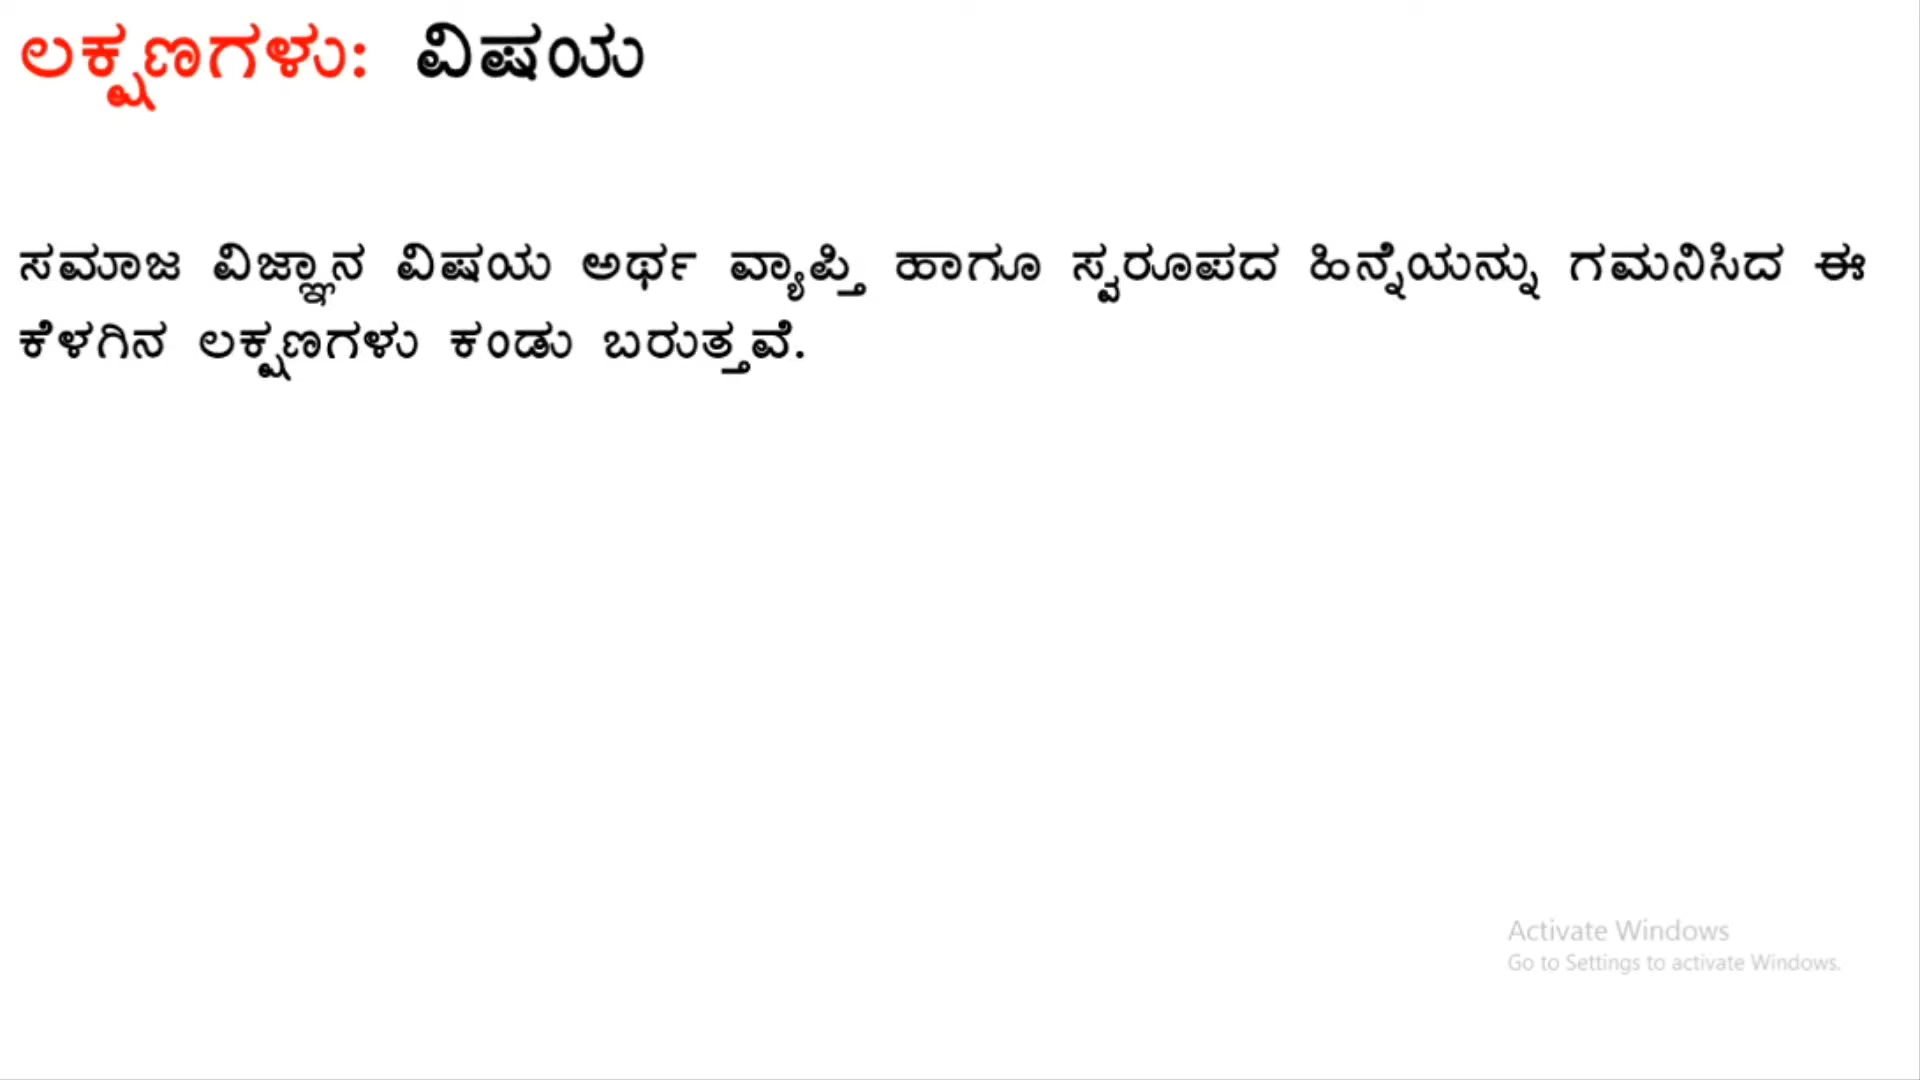 ಲಕ್ಷಣಗಳು: ವಿಷಯ
ಸಮಾಜ ವಿಜ್ಞಾನ ವಿಷಯ ಅರ್ಥ ವ್ಯಾಪ್ತಿ ಹಾಗೂ ಸ್ವರೂಪದ ಹಿನ್ನೆಯನ್ನು ಗಮನಿಸಿದ ಈ
ಕೆಳಗಿನ ಲಕ್ಷಣಗಳು ಕಂಡು ಬರುತ್ತವೆ.
Activate Windows
Go to Settings to activate Windows.